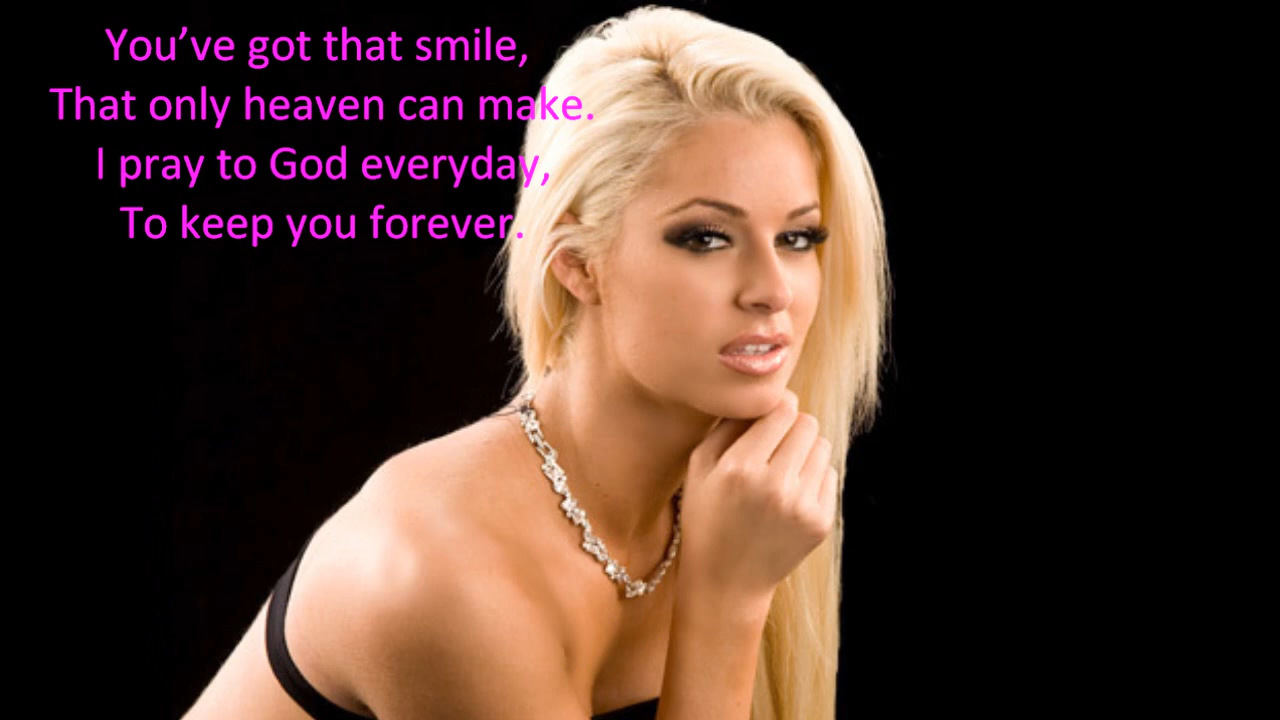 You’ve got that smile,
That only heaven can make.
I pray to God everyday,
To keep you forever.